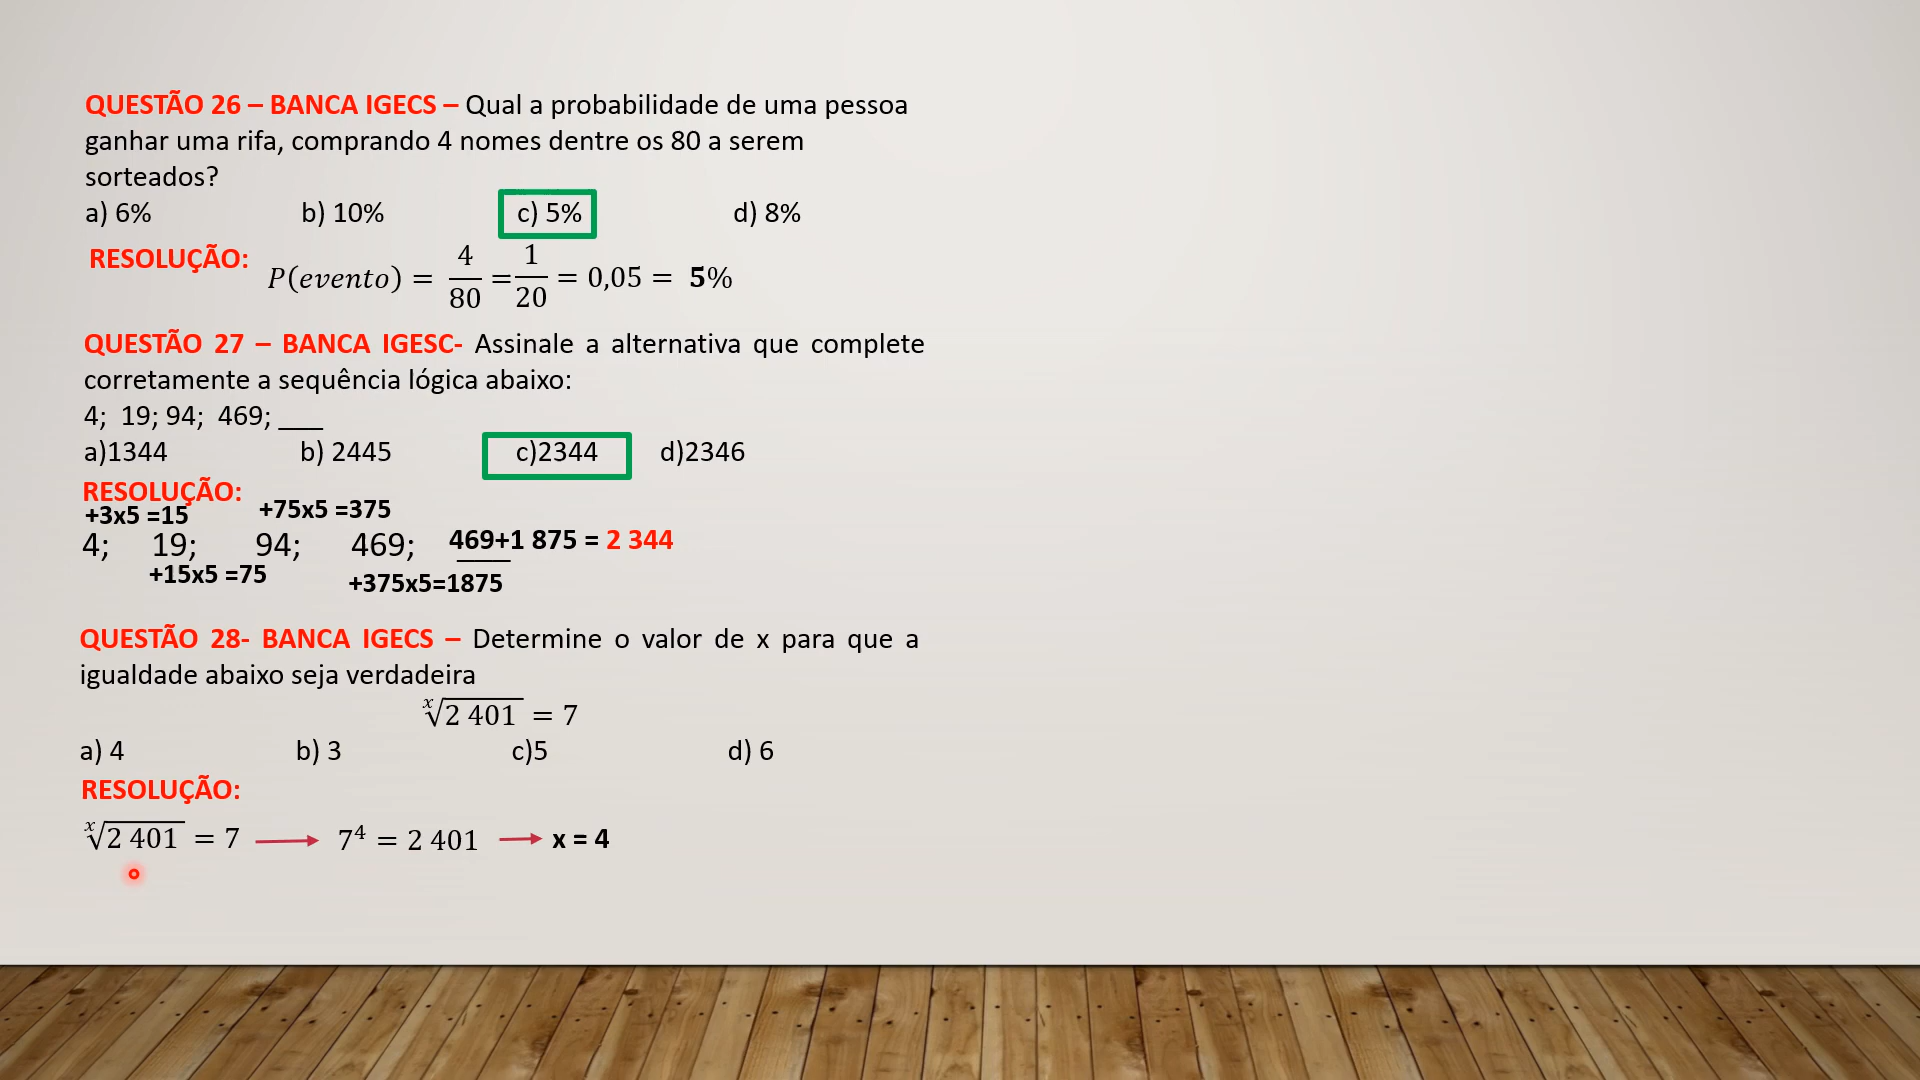 QUESTÃO 26 – BANCA IGECS – Qual a probabilidade de uma pessoa
ganhar uma rifa, comprando 4 nomes dentre os 80 a serem
sorteados?
a) 6% b) 10% c) 5% d) 8%
RESOLUÇÃO: P(evento) = 4/80 = 1/20 = 0,05 = 5%
QUESTÃO 27 – BANCA IGESC- Assinale a alternativa que complete
corretamente a sequência lógica abaixo:
4; 19; 94; 469; ___
a)1344 b) 2445 c)2344 d)2346
RESOLUÇÃO:
+3x5 =15 +75x5 =375
4; 19; 94; 469; 469+1 875 = 2 344
+15x5 =75 +375x5=1875
QUESTÃO 28- BANCA IGECS – Determine o valor de x para que a
igualdade abaixo seja verdadeira
ˣ√2 401 = 7
a) 4 b) 3 c)5 d) 6
RESOLUÇÃO:
ˣ√2 401 = 7 → 7⁴ = 2 401 → x = 4